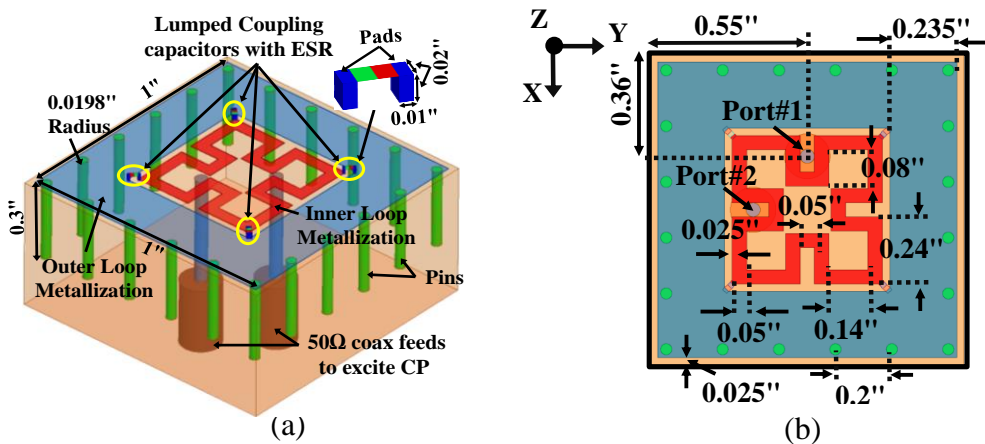 Lumped Coupling
capacitors with ESR
Pads
0.02"
0.01"
1"
0.0198"
Radius
0.3"
1"
Inner Loop
Metallization
Outer Loop
Metallization
Pins
50Ω coax feeds
to excite CP
(a)
Z
Y
X
0.55"
0.235"
0.36"
Port#1
Port#2
0.08"
0.05"
0.025"
0.24"
0.05"
0.14"
0.025"
0.2"
(b)